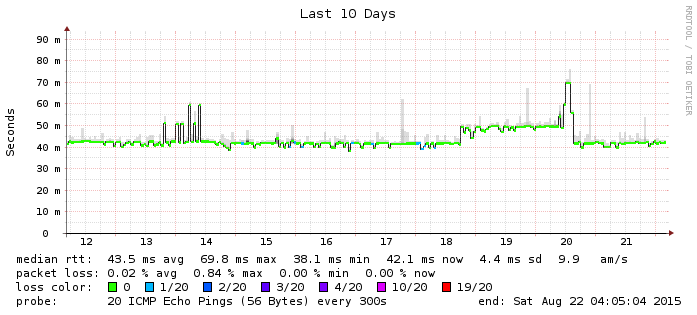 Last 10 Days
RRDTOOL / TOBI OETIKER
Seconds
90 m
80 m
70 m
60 m
50 m
40 m
30 m
20 m
10 m
0
12 13 14 15 16 17 18 19 20 21
median rtt: 43.5 ms avg 69.8 ms max 38.1 ms min 42.1 ms now 4.4 ms sd 9.9 am/s
packet loss: 0.02 % avg 0.84 % max 0.00 % min 0.00 % now
loss color: 0 1/20 2/20 3/20 4/20 10/20 19/20
probe: 20 ICMP Echo Pings (56 Bytes) every 300s end: Sat Aug 22 04:05:04 2015